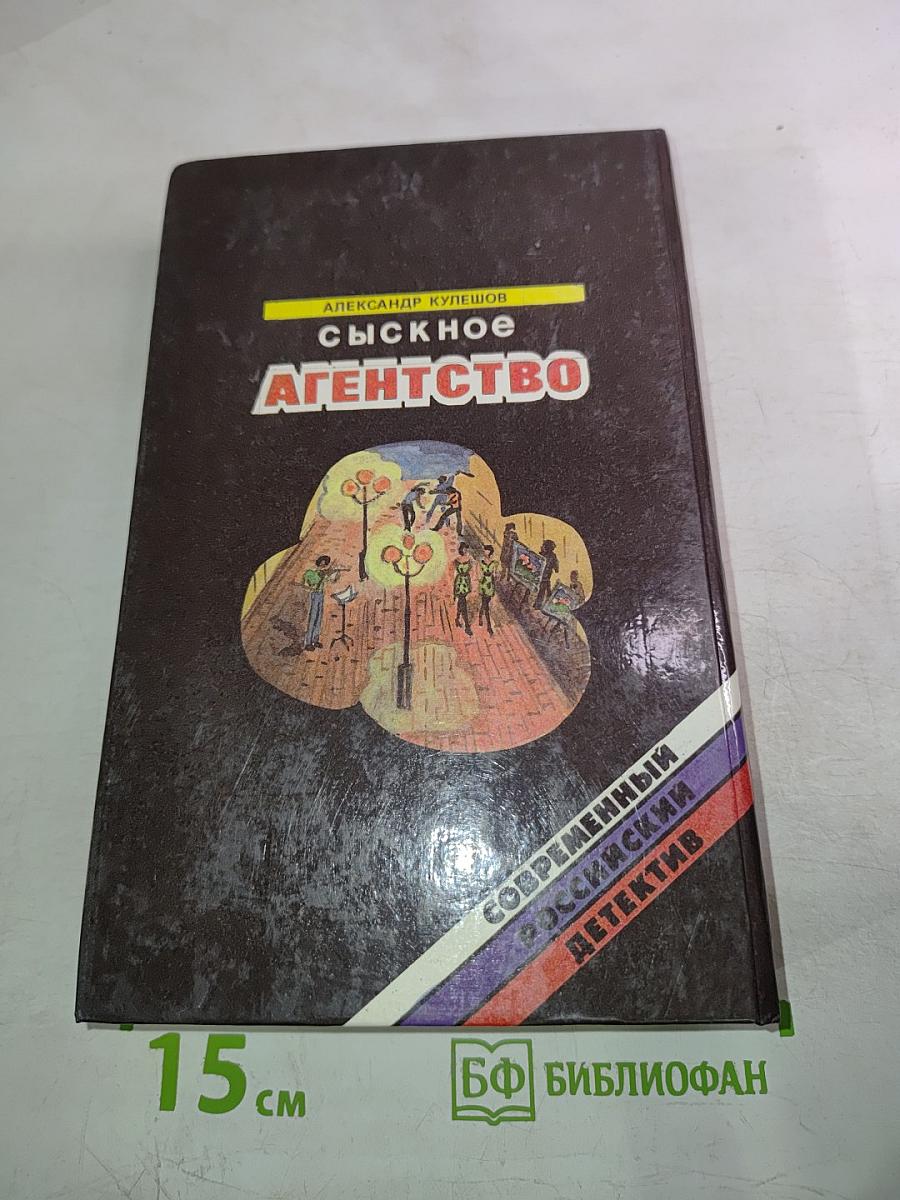 АЛЕКСАНДР КУЛЕШОВ
СЫСКНОЕ
АГЕНТСТВО
СОВРЕМЕННЫЙ
РОССИЙСКИЙ
ДЕТЕКТИВ
15 см
БФ БИБЛИОФАН